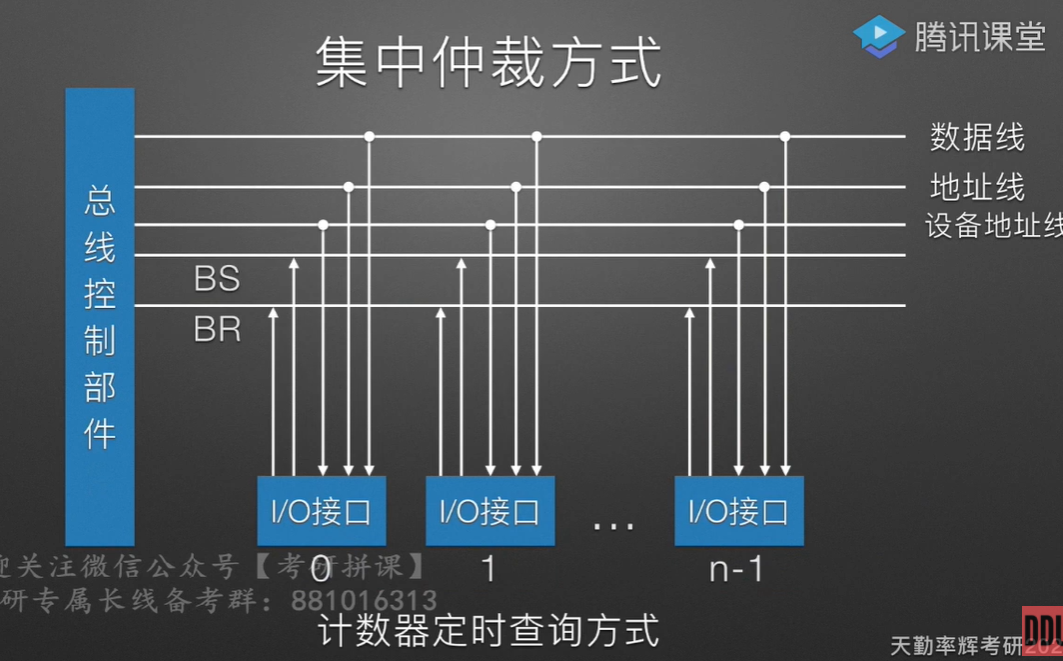 腾讯课堂
集中仲裁方式
数据线
地址线
设备地址线
总线控制部件
BS
BR
I/O接口
I/O接口
...
I/O接口
0
1
n-1
迎关注微信公众号【考研拼课】
研专属长线备考群：881016313
计数器定时查询方式
天勤率辉考研202